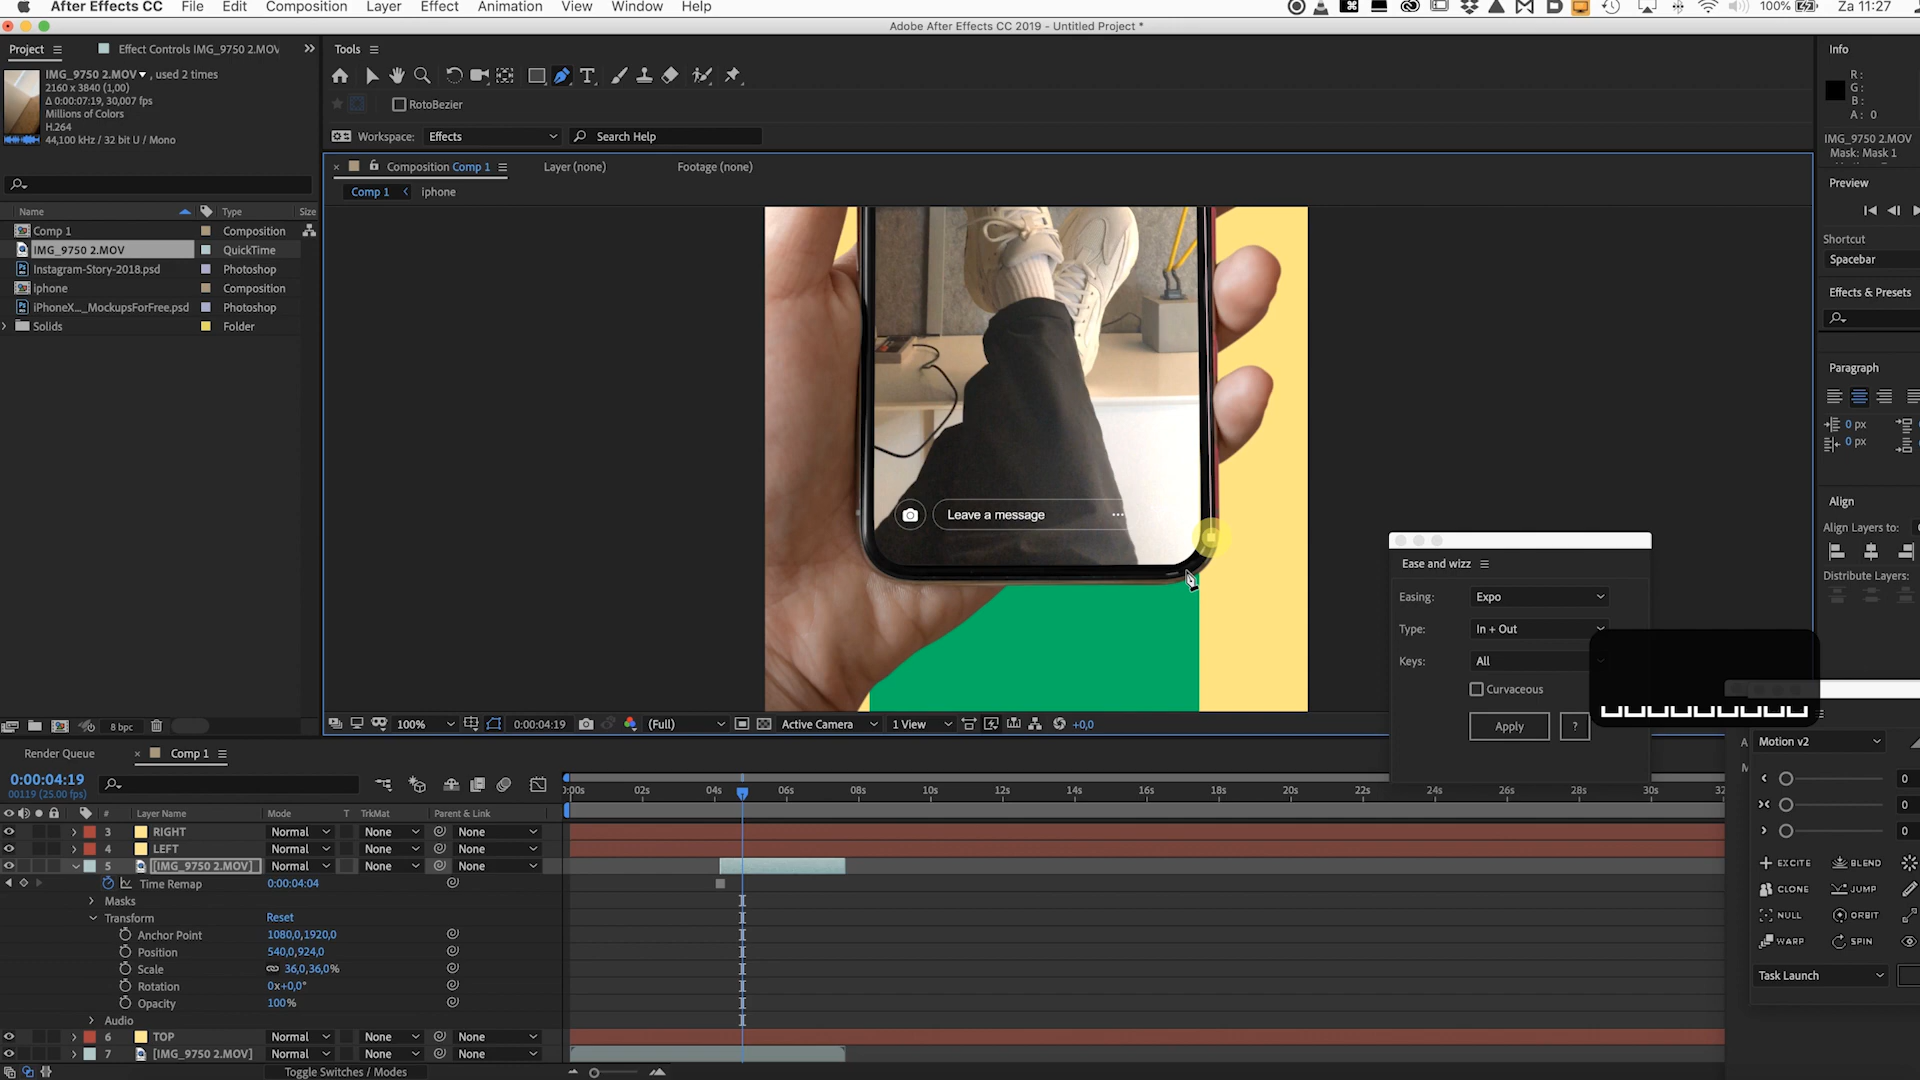 After Effects CC File Edit Composition Layer Effect Animation View Window Help 100% Za 11:27
Adobe After Effects CC 2019 - Untitled Project *
Project Effect Controls IMG_9750 2.MOV
Tools
Info
IMG_9750 2.MOV , used 2 times
2160 x 3840 (1,00)
Δ 0:00:07:19, 30,007 fps
Millions of Colors
H.264
44,100 kHz / 32 bit U / Mono
RotoBezier
R :
G :
B :
A : 0
Workspace: Effects Search Help
IMG_9750 2.MOV
Mask: Mask 1
Composition Comp 1 Layer (none) Footage (none)
Preview
Comp 1 iphone
Name Type Size
Comp 1 Composition
IMG_9750 2.MOV QuickTime
Instagram-Story-2018.psd Photoshop
iphone Composition
iPhoneX..._MockupsForFree.psd Photoshop
Solids Folder
Shortcut
Spacebar
Effects & Presets
Paragraph
0 px
0 px
Align
Align Layers to:
Distribute Layers:
Leave a message
Ease and wizz
Easing: Expo
Type: In + Out
Keys: All
Curvaceous
Apply ?
8 bpc
100% 0:00:04:19 (Full) Active Camera 1 View +0,0
Motion v2
0
0
0
EXCITE BLEND
CLONE JUMP
NULL ORBIT
WARP SPIN
Task Launch
Render Queue Comp 1
0:00:04:19
00119 (25.00 fps)
:00s 02s 04s 06s 08s 10s 12s 14s 16s 18s 20s 22s 24s 26s 28s 30s 32
# Layer Name Mode T TrkMat Parent & Link
3 RIGHT Normal None None
4 LEFT Normal None None
5 [IMG_9750 2.MOV] Normal None None
Time Remap 0:00:04:04
Masks
Transform Reset
Anchor Point 1080,0,1920,0
Position 540,0,924,0
Scale 36,0,36,0%
Rotation 0x+0,0°
Opacity 100%
Audio
6 TOP Normal None None
7 [IMG_9750 2.MOV] Normal None None
Toggle Switches / Modes